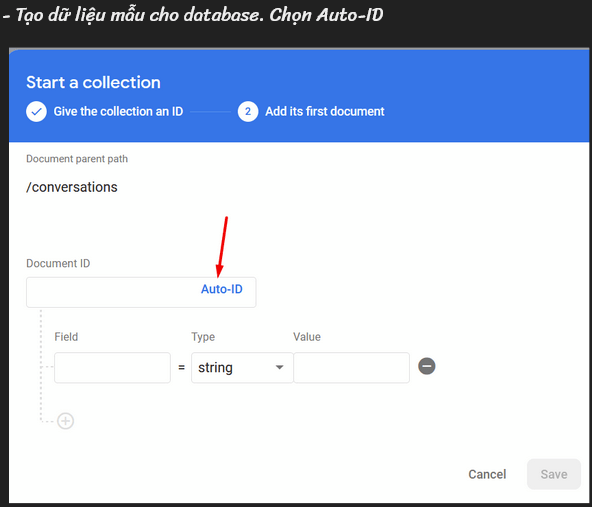 - Tạo dữ liệu mẫu cho database. Chọn Auto-ID
Start a collection
Give the collection an ID
2 Add its first document
Document parent path
/conversations
Document ID
Auto-ID
Field Type Value
= string
Cancel Save